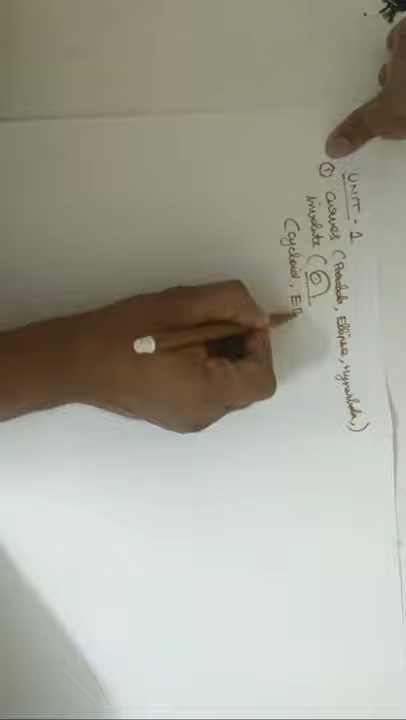 UNIT - 1
① curves (Parabola, Ellipse, Hyperbola,)
involute (
(cycloid, Ep